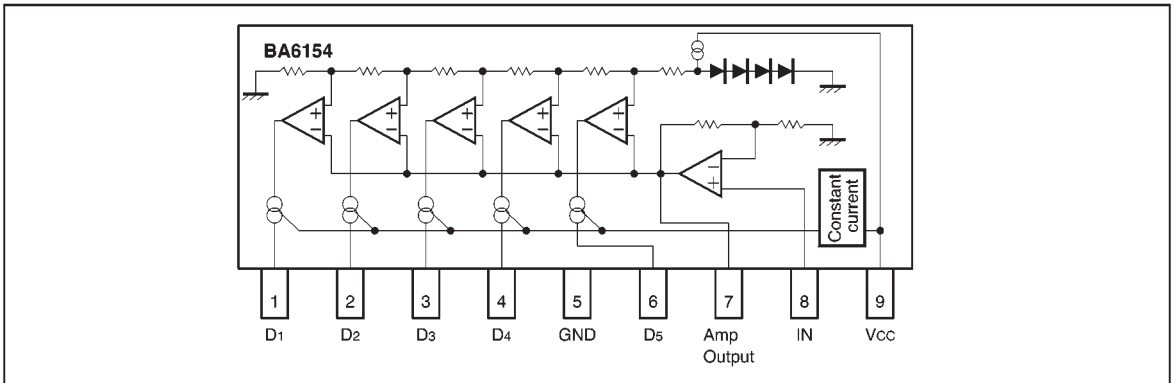 BA6154
+
−
+
−
+
−
+
−
+
−
−
+
Constant
current
1
2
3
4
5
6
7
8
9
D1
D2
D3
D4
GND
D5
Amp
Output
IN
VCC